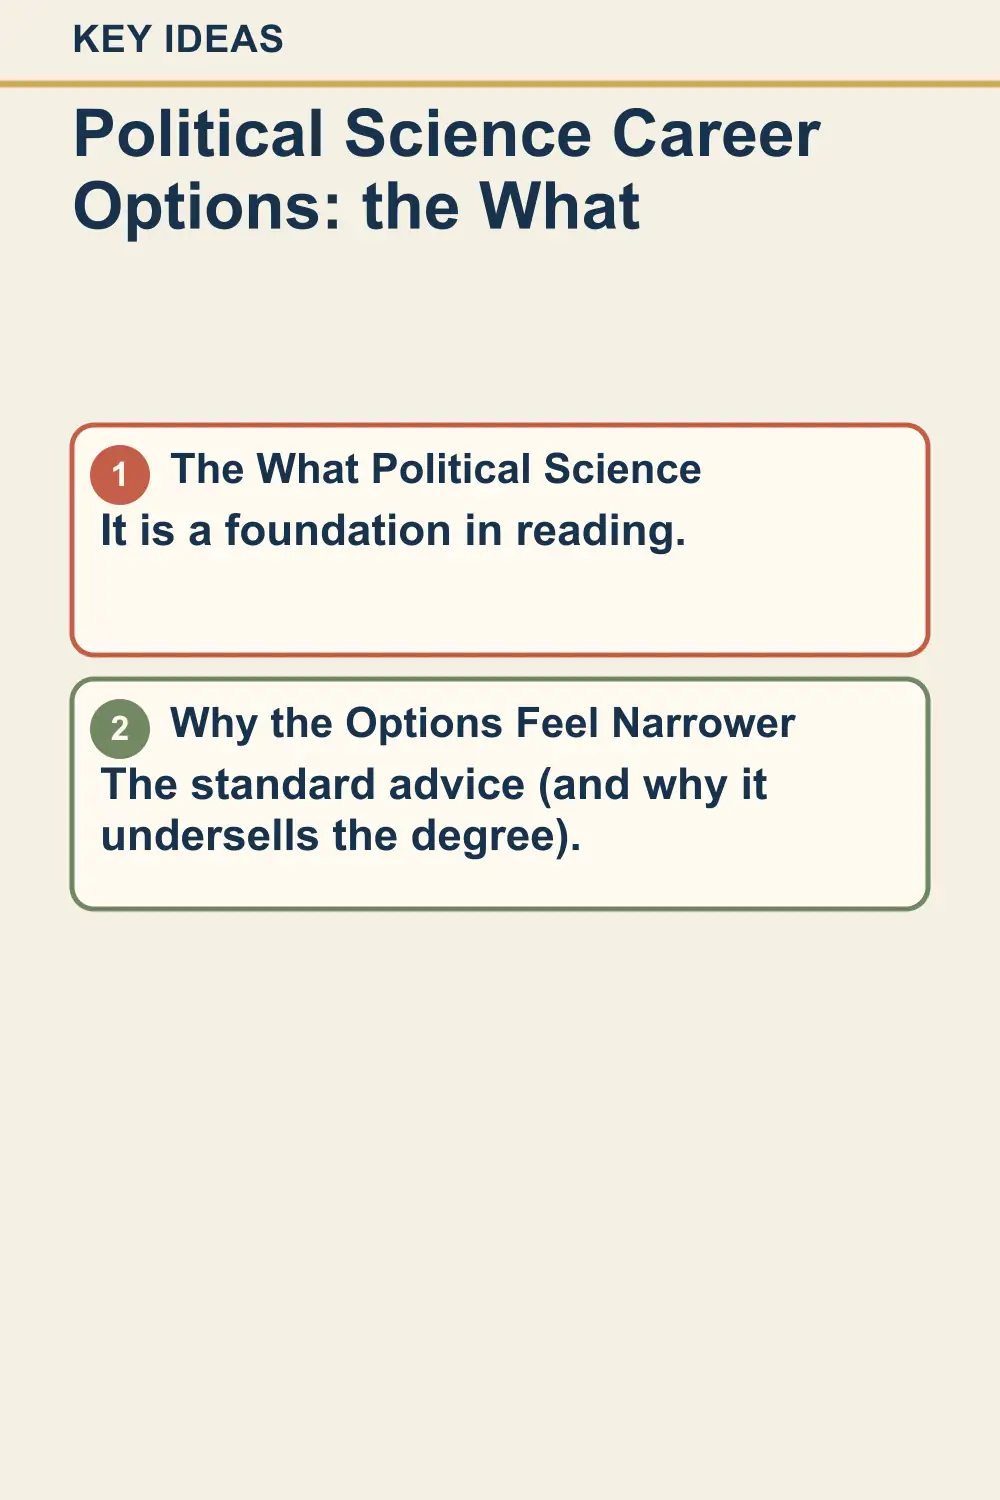 KEY IDEAS
Political Science Career
Options: the What
1 The What Political Science
It is a foundation in reading.
2 Why the Options Feel Narrower
The standard advice (and why it
undersells the degree).